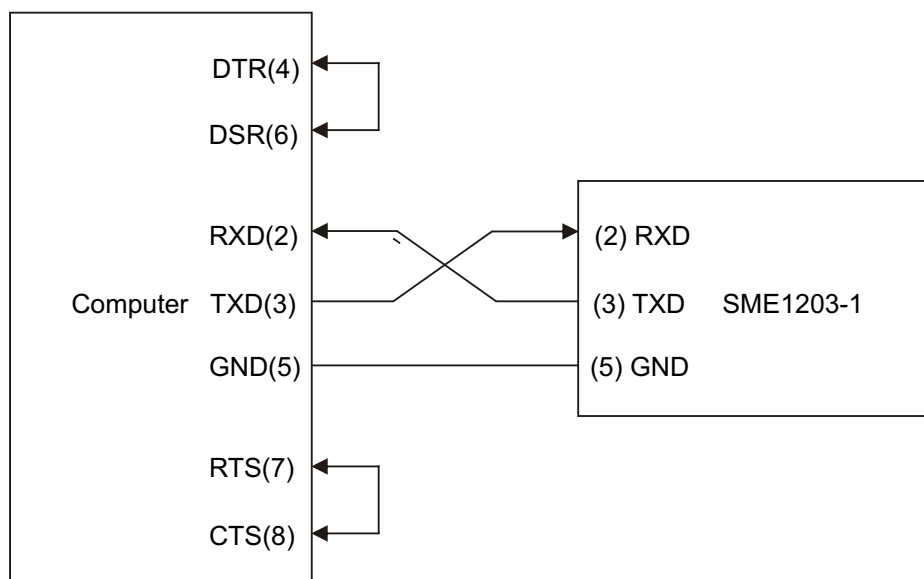 DTR(4)
DSR(6)
RXD(2)
(2) RXD
Computer TXD(3)
(3) TXD SME1203-1
GND(5)
(5) GND
RTS(7)
CTS(8)